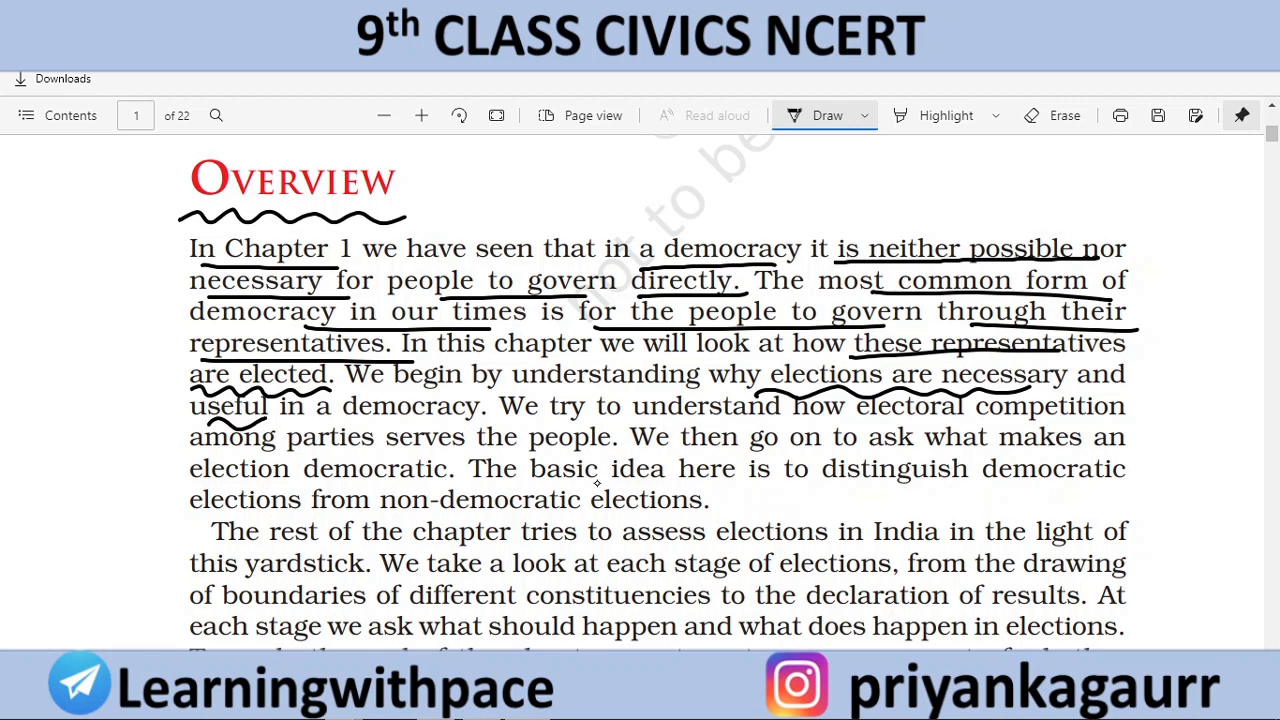 9th CLASS CIVICS NCERT
Downloads
Contents 1 of 22 Page view Read aloud Draw Highlight Erase
not to be
OVERVIEW
In Chapter 1 we have seen that in a democracy it is neither possible nor
necessary for people to govern directly. The most common form of
democracy in our times is for the people to govern through their
representatives. In this chapter we will look at how these representatives
are elected. We begin by understanding why elections are necessary and
useful in a democracy. We try to understand how electoral competition
among parties serves the people. We then go on to ask what makes an
election democratic. The basic idea here is to distinguish democratic
elections from non-democratic elections.
The rest of the chapter tries to assess elections in India in the light of
this yardstick. We take a look at each stage of elections, from the drawing
of boundaries of different constituencies to the declaration of results. At
each stage we ask what should happen and what does happen in elections.
Learningwithpace priyankagaurr